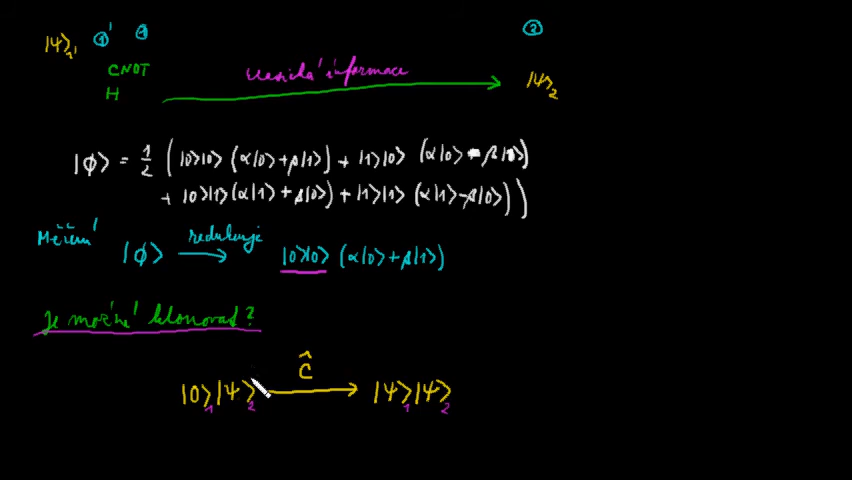 |ψ⟩₁' 1' 1 2
CNOT klasická informace |ψ⟩₂
H
|ϕ⟩ = 1/2 ( |0⟩|0⟩ (α|0⟩+β|1⟩) + |1⟩|0⟩ (α|0⟩-β|1⟩)
+ |0⟩|1⟩(α|1⟩+β|0⟩)+|1⟩|1⟩ (α|1⟩-β|0⟩))
Měření |ϕ⟩ → redukuje |0⟩|0⟩ (α|0⟩+β|1⟩)
Je možné klonovat?
Ĉ
|0⟩₁|ψ⟩₂ → |ψ⟩₁|ψ⟩₂